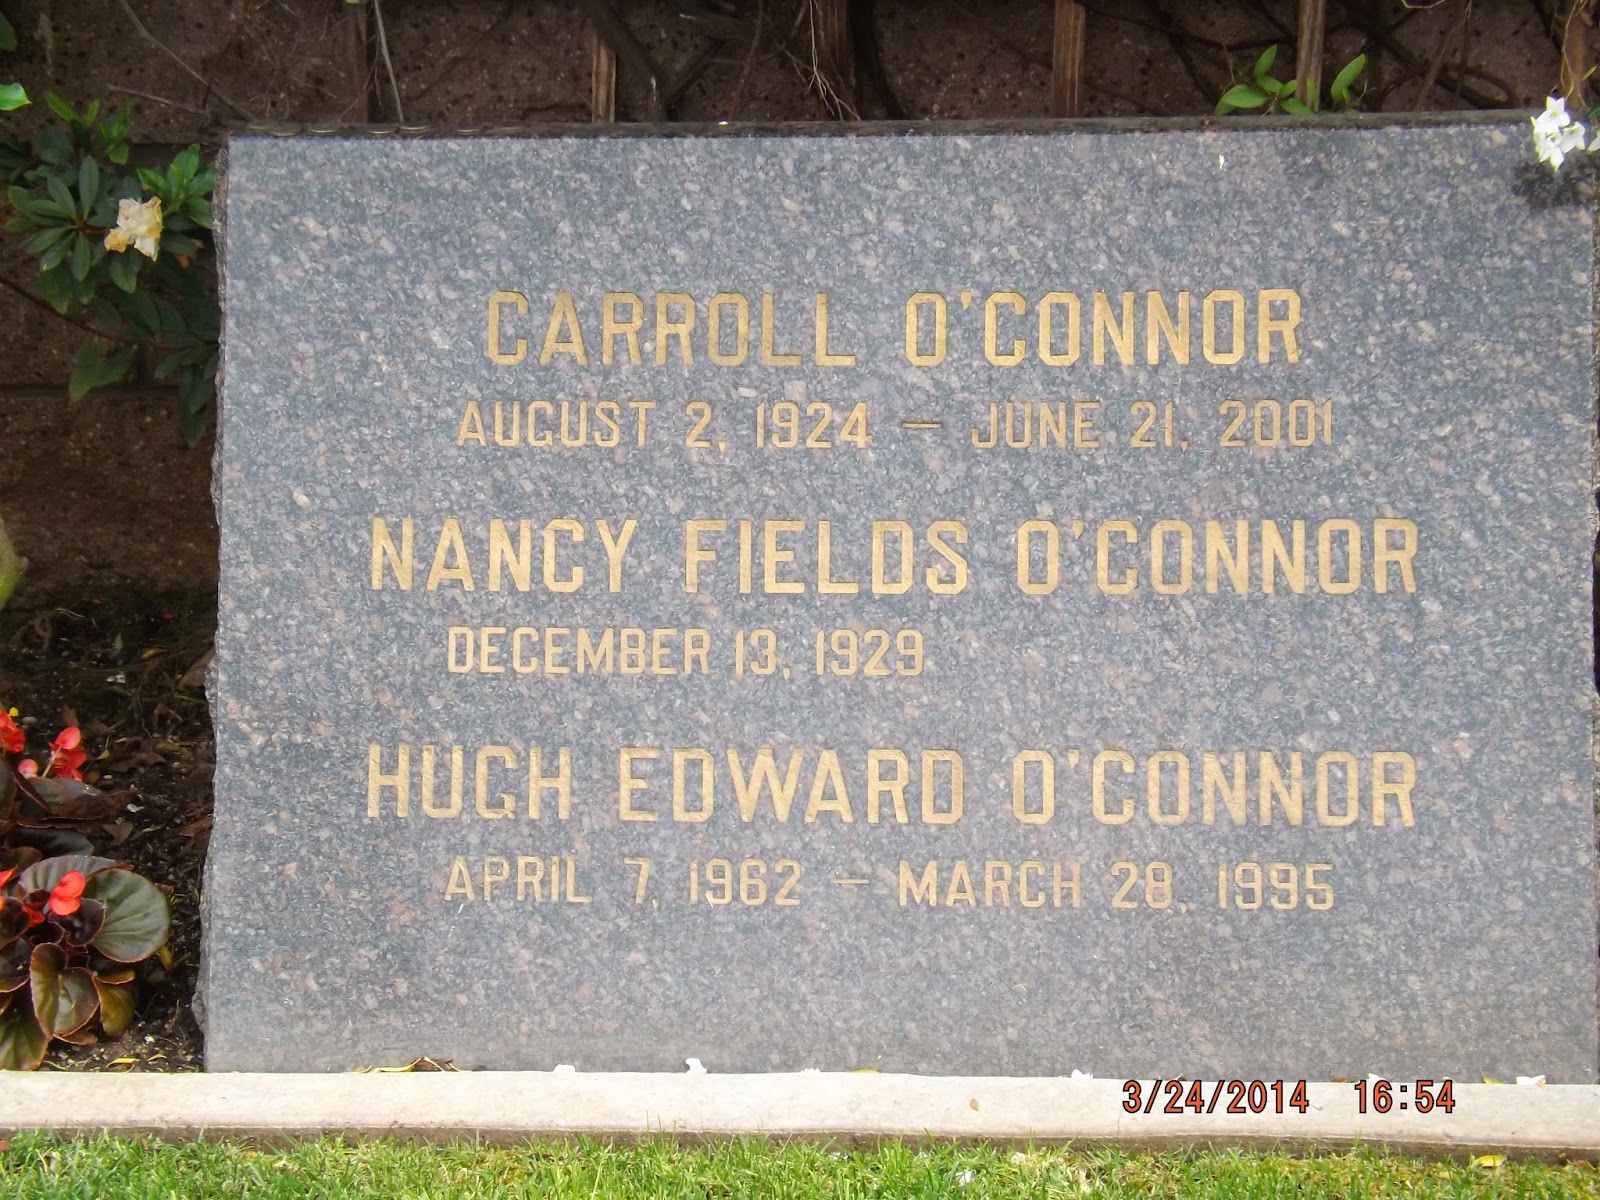 CARROLL O'CONNOR
AUGUST 2, 1924 — JUNE 21, 2001
NANCY FIELDS O'CONNOR
DECEMBER 13, 1929
HUGH EDWARD O'CONNOR
APRIL 7, 1962 — MARCH 28, 1995
3/24/2014 16:54